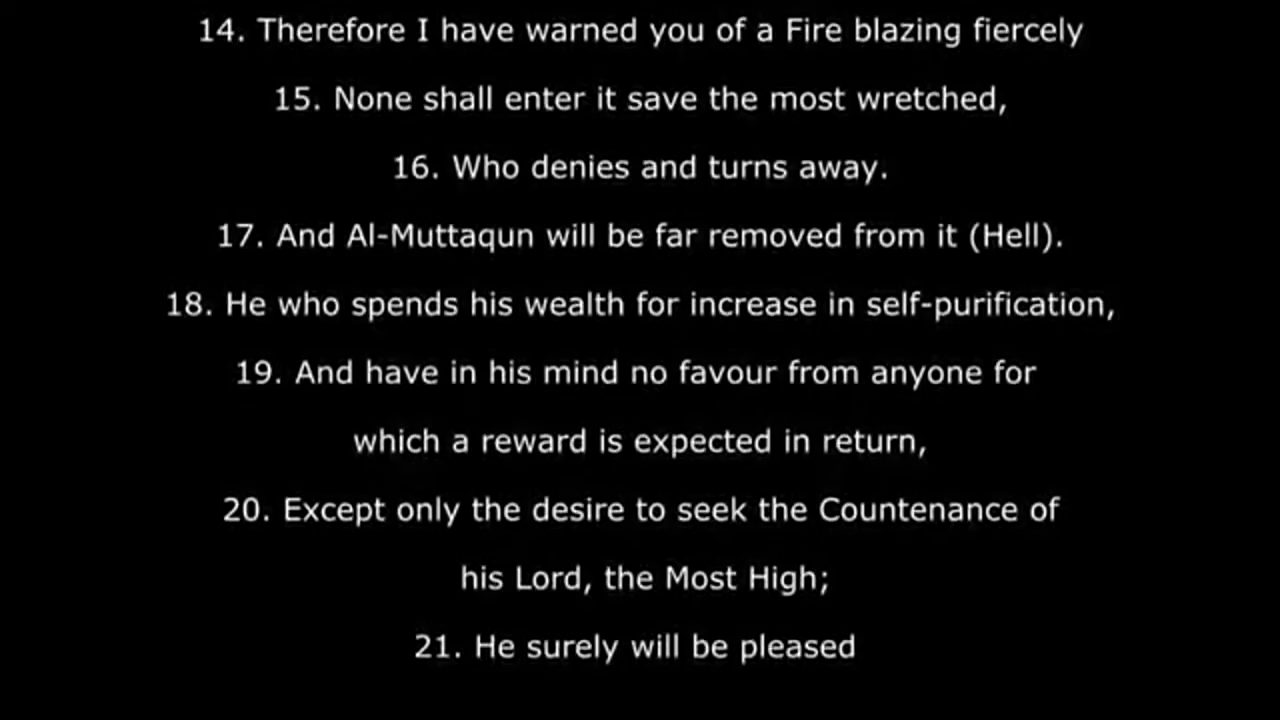 14. Therefore I have warned you of a Fire blazing fiercely
15. None shall enter it save the most wretched,
16. Who denies and turns away.
17. And Al-Muttaqun will be far removed from it (Hell).
18. He who spends his wealth for increase in self-purification,
19. And have in his mind no favour from anyone for
which a reward is expected in return,
20. Except only the desire to seek the Countenance of
his Lord, the Most High;
21. He surely will be pleased